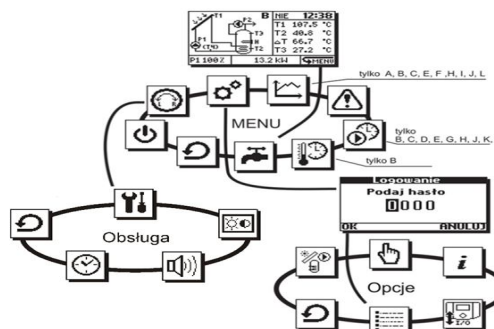 B NIE 12:38
T1 107.5 °C
T2 40.8 °C
ΔT 66.7 °C
T3 27.2 °C
P1 100% 13.2 kW MENU
T1
P2
T3
H
T2
P1
(T4)
tylko A, B, C, E, F ,H, I, J, L
MENU
tylko
B, C, D, E, G, H, J, K,
tylko B
Logowanie
Podaj hasło
0000
OK ANULUJ
Obsługa
Opcje
i
I/O